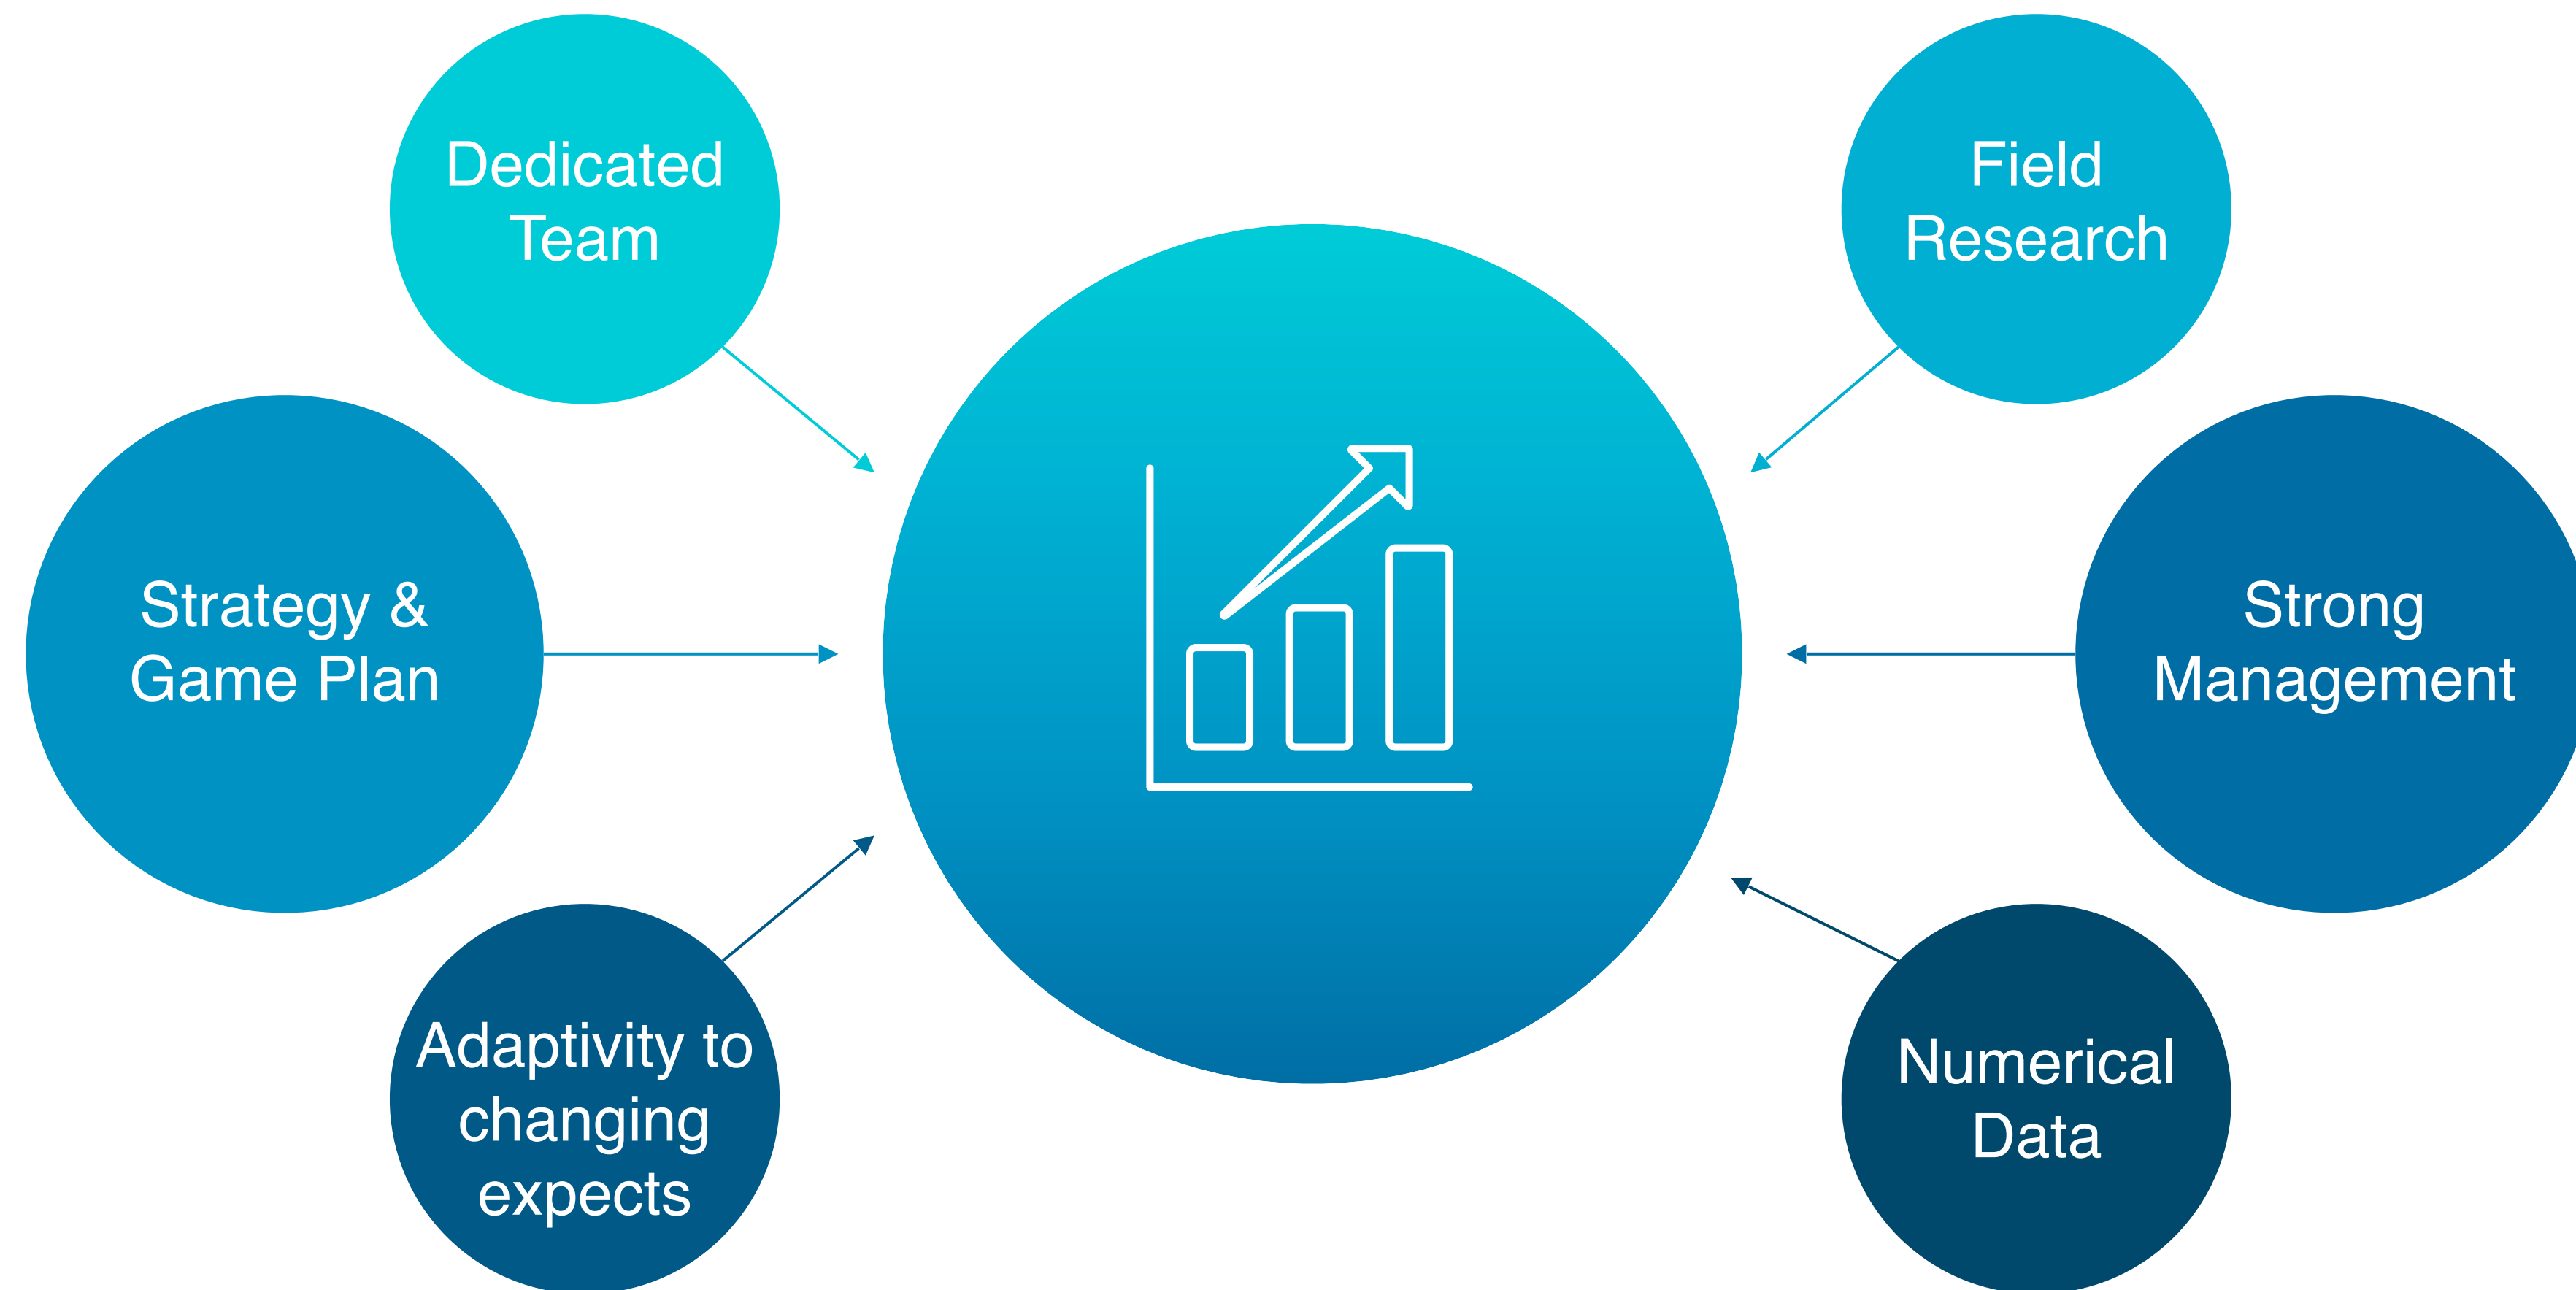 Dedicated
Team
Field
Research
Strategy &
Game Plan
Strong
Management
Adaptivity to
changing
expects
Numerical
Data